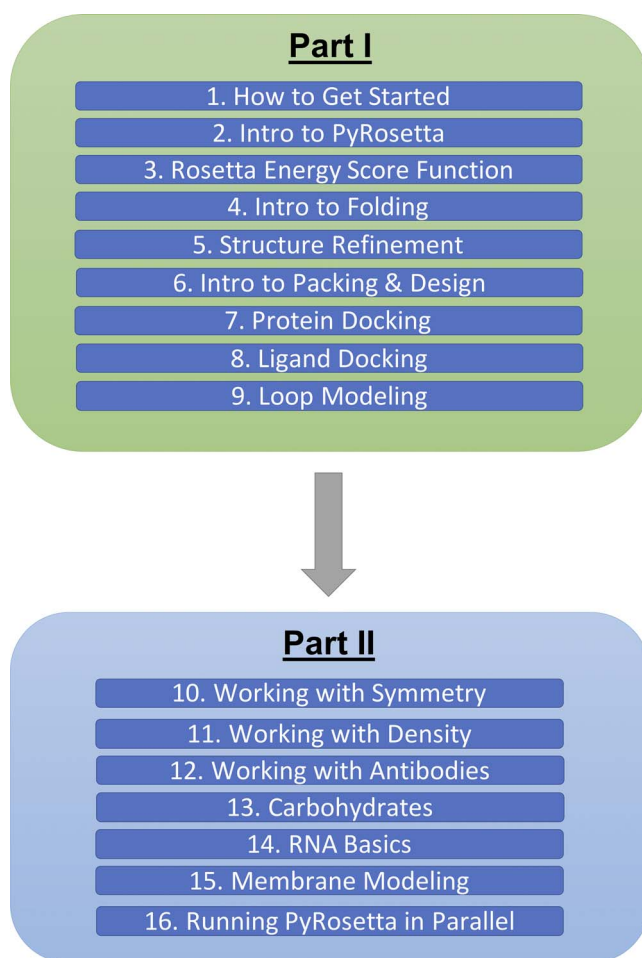 Part I
1. How to Get Started
2. Intro to PyRosetta
3. Rosetta Energy Score Function
4. Intro to Folding
5. Structure Refinement
6. Intro to Packing & Design
7. Protein Docking
8. Ligand Docking
9. Loop Modeling
Part II
10. Working with Symmetry
11. Working with Density
12. Working with Antibodies
13. Carbohydrates
14. RNA Basics
15. Membrane Modeling
16. Running PyRosetta in Parallel